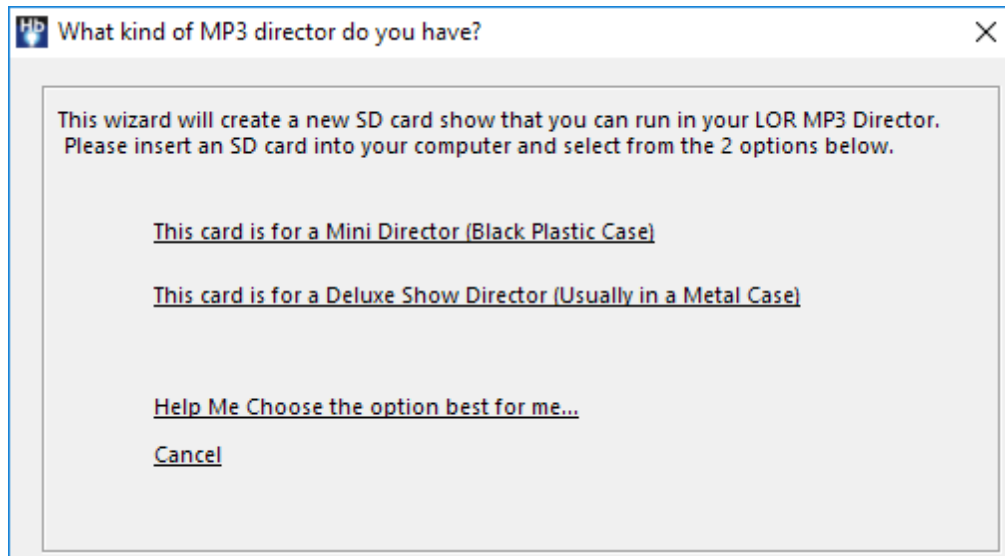 Hb What kind of MP3 director do you have?
This wizard will create a new SD card show that you can run in your LOR MP3 Director.
Please insert an SD card into your computer and select from the 2 options below.
This card is for a Mini Director (Black Plastic Case)
This card is for a Deluxe Show Director (Usually in a Metal Case)
Help Me Choose the option best for me...
Cancel